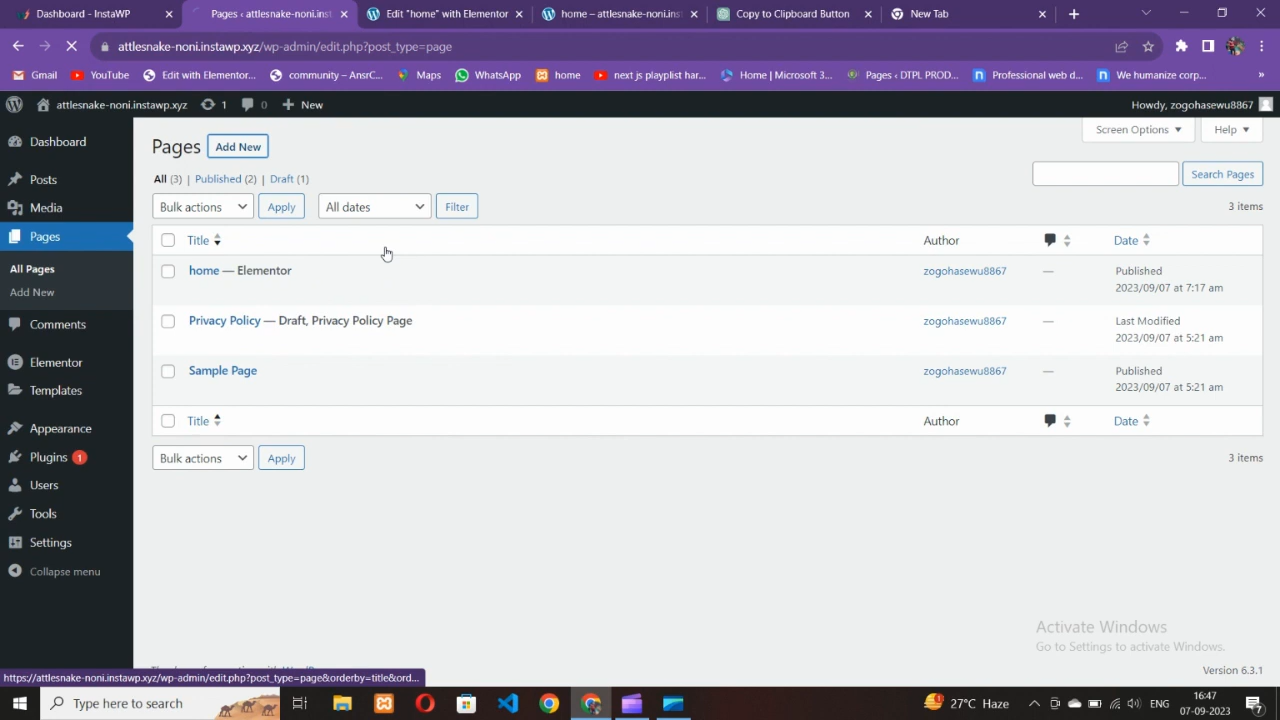 Dashboard - InstaWP
Pages ‹ attlesnake-noni.inst
Edit "home" with Elementor
home – attlesnake-noni.inst
Copy to Clipboard Button
New Tab
attlesnake-noni.instawp.xyz/wp-admin/edit.php?post_type=page
Gmail
YouTube
Edit with Elementor...
community – AnsrC...
Maps
WhatsApp
home
next js playplist har...
Home | Microsoft 3...
Pages ‹ DTPL PROD...
Professional web d...
We humanize corp...
»
attlesnake-noni.instawp.xyz
1
0
New
Howdy, zogohasewu8867
Dashboard
Posts
Media
Pages
All Pages
Add New
Comments
Elementor
Templates
Appearance
Plugins 1
Users
Tools
Settings
Collapse menu
Pages
Add New
Screen Options
Help
All (3) | Published (2) | Draft (1)
Search Pages
Bulk actions
Apply
All dates
Filter
3 items
Title
Author
Date
home — Elementor
zogohasewu8867
—
Published
2023/09/07 at 7:17 am
Privacy Policy — Draft, Privacy Policy Page
zogohasewu8867
—
Last Modified
2023/09/07 at 5:21 am
Sample Page
zogohasewu8867
—
Published
2023/09/07 at 5:21 am
Title
Author
Date
Bulk actions
Apply
3 items
Activate Windows
Go to Settings to activate Windows.
https://attlesnake-noni.instawp.xyz/wp-admin/edit.php?post_type=page&orderby=title&ord...
Version 6.3.1
Type here to search
27°C Haze
ENG
16:47
07-09-2023
7